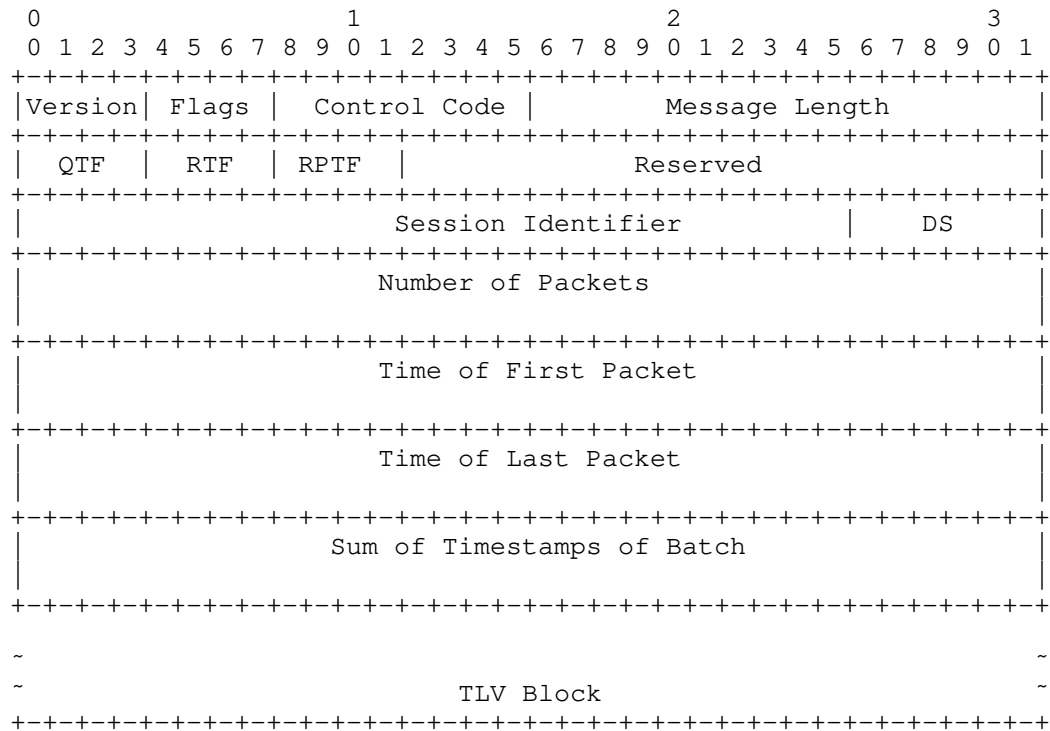 0                   1                   2                   3
 0 1 2 3 4 5 6 7 8 9 0 1 2 3 4 5 6 7 8 9 0 1 2 3 4 5 6 7 8 9 0 1
+-+-+-+-+-+-+-+-+-+-+-+-+-+-+-+-+-+-+-+-+-+-+-+-+-+-+-+-+-+-+-+-+
|Version| Flags |  Control Code |        Message Length         |
+-+-+-+-+-+-+-+-+-+-+-+-+-+-+-+-+-+-+-+-+-+-+-+-+-+-+-+-+-+-+-+-+
|  QTF  |  RTF  | RPTF  |              Reserved                 |
+-+-+-+-+-+-+-+-+-+-+-+-+-+-+-+-+-+-+-+-+-+-+-+-+-+-+-+-+-+-+-+-+
|                       Session Identifier          |    DS     |
+-+-+-+-+-+-+-+-+-+-+-+-+-+-+-+-+-+-+-+-+-+-+-+-+-+-+-+-+-+-+-+-+
|                      Number of Packets                        |
|                                                               |
+-+-+-+-+-+-+-+-+-+-+-+-+-+-+-+-+-+-+-+-+-+-+-+-+-+-+-+-+-+-+-+-+
|                      Time of First Packet                     |
|                                                               |
+-+-+-+-+-+-+-+-+-+-+-+-+-+-+-+-+-+-+-+-+-+-+-+-+-+-+-+-+-+-+-+-+
|                      Time of Last Packet                      |
|                                                               |
+-+-+-+-+-+-+-+-+-+-+-+-+-+-+-+-+-+-+-+-+-+-+-+-+-+-+-+-+-+-+-+-+
|                   Sum of Timestamps of Batch                  |
|                                                               |
+-+-+-+-+-+-+-+-+-+-+-+-+-+-+-+-+-+-+-+-+-+-+-+-+-+-+-+-+-+-+-+-+
~                                                               ~
~                           TLV Block                           ~
+-+-+-+-+-+-+-+-+-+-+-+-+-+-+-+-+-+-+-+-+-+-+-+-+-+-+-+-+-+-+-+-+